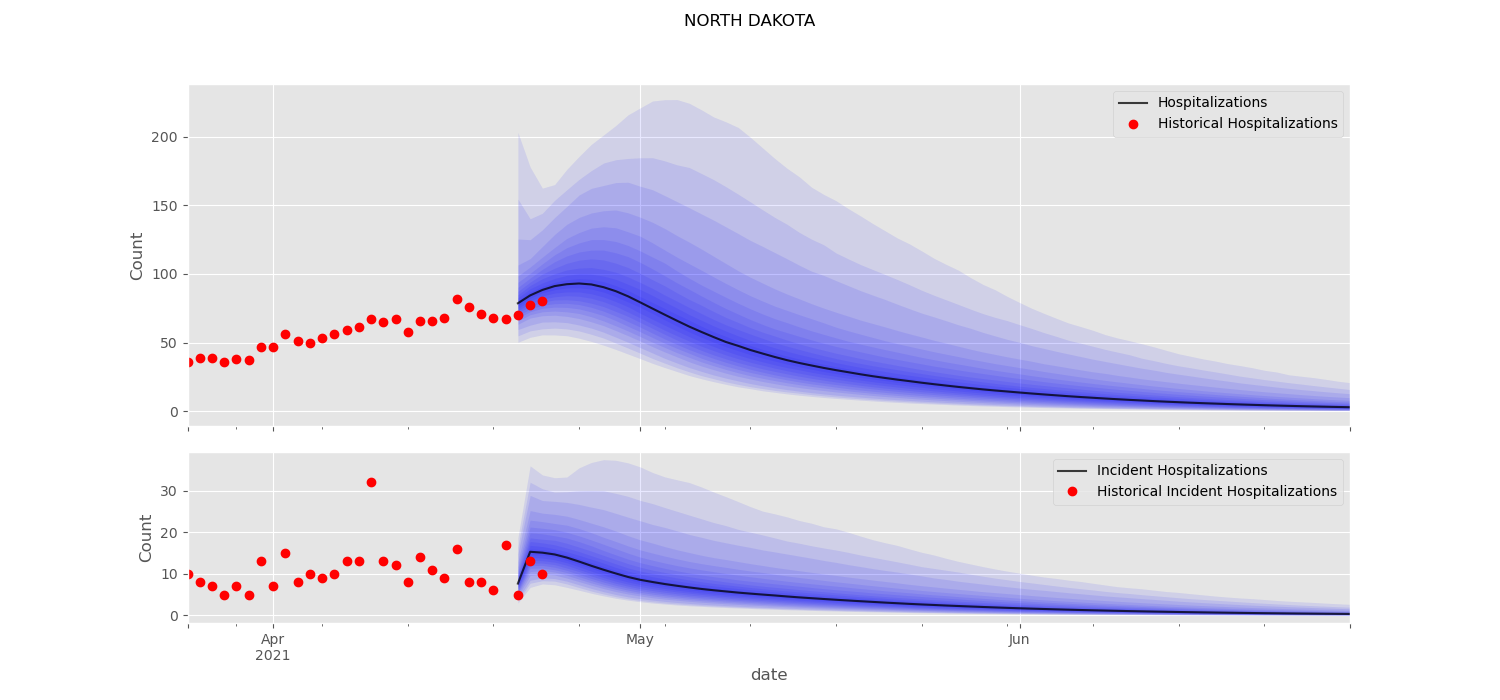 NORTH DAKOTA
Hospitalizations
Historical Hospitalizations
200
150
100
50
0
Count
Incident Hospitalizations
Historical Incident Hospitalizations
30
20
10
0
Count
Apr
2021
May
Jun
date